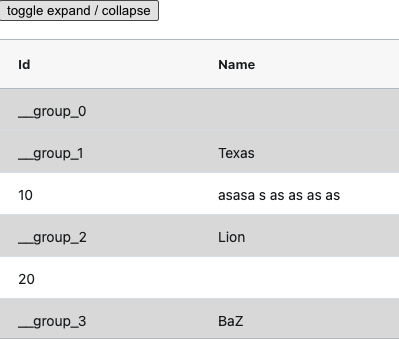 toggle expand / collapse
Id Name
__group_0
__group_1 Texas
10 asasa s as as as as
__group_2 Lion
20
__group_3 BaZ